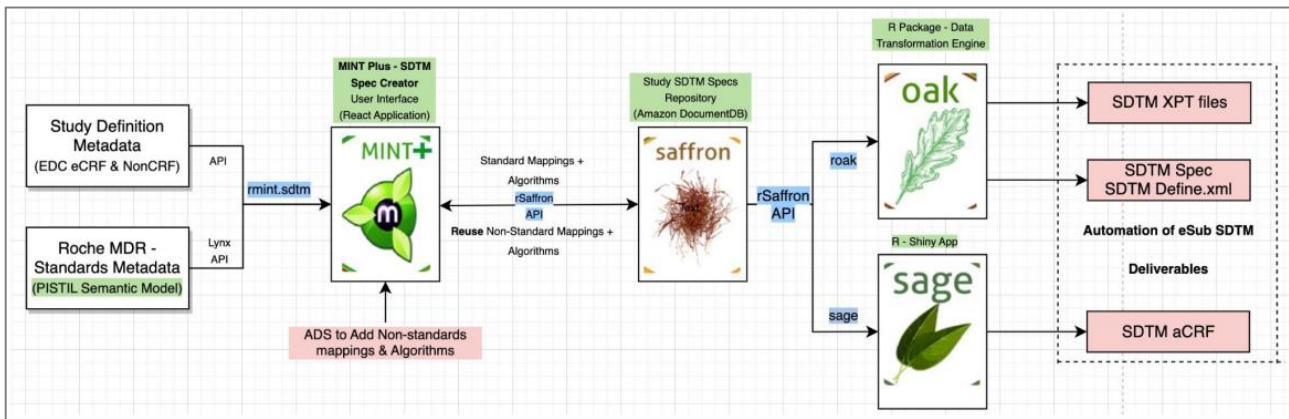 Study Definition
Metadata
(EDC eCRF & NonCRF)
Roche MDR -
Standards Metadata
(PISTIL Semantic Model)
API
Lynx
API
rmint.sdtm
MINT Plus - SDTM
Spec Creator
User Interface
(React Application)
MINT+
m
ADS to Add Non-standards
mappings & Algorithms
Standard Mappings +
Algorithms
rSaffron
API
Reuse Non-Standard Mappings +
Algorithms
Study SDTM Specs
Repository
(Amazon DocumentDB)
saffron
Text
rSaffron
API
roak
sage
R Package - Data
Transformation Engine
oak
R - Shiny App
sage
SDTM XPT files
SDTM Spec
SDTM Define.xml
Automation of eSub SDTM
Deliverables
SDTM aCRF